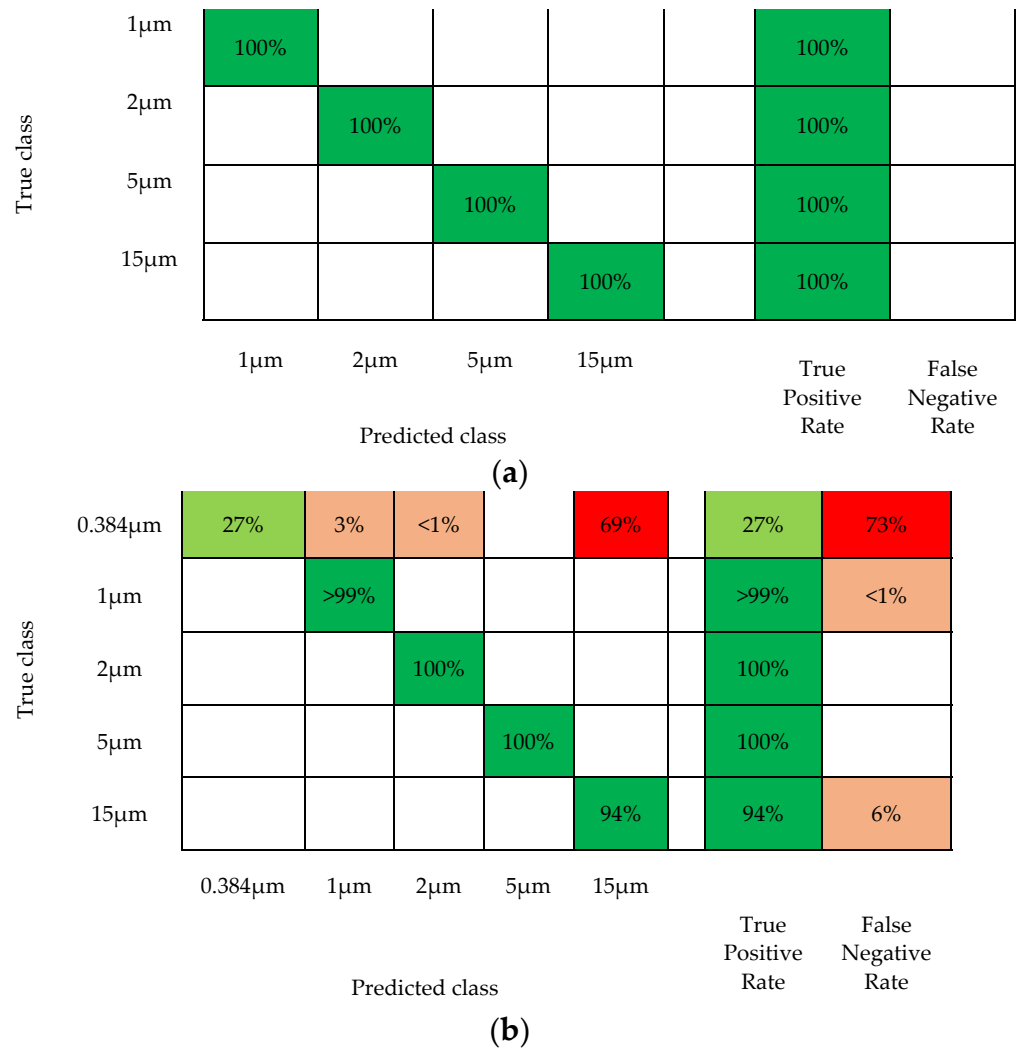 1µm 100% 100%
2µm 100% 100%
5µm 100% 100%
15µm 100% 100%
True class
1µm 2µm 5µm 15µm
True Positive Rate
False Negative Rate
Predicted class
(a)
0.384µm 27% 3% <1% 69% 27% 73%
1µm >99% >99% <1%
2µm 100% 100%
5µm 100% 100%
15µm 94% 94% 6%
True class
0.384µm 1µm 2µm 5µm 15µm
True Positive Rate
False Negative Rate
Predicted class
(b)